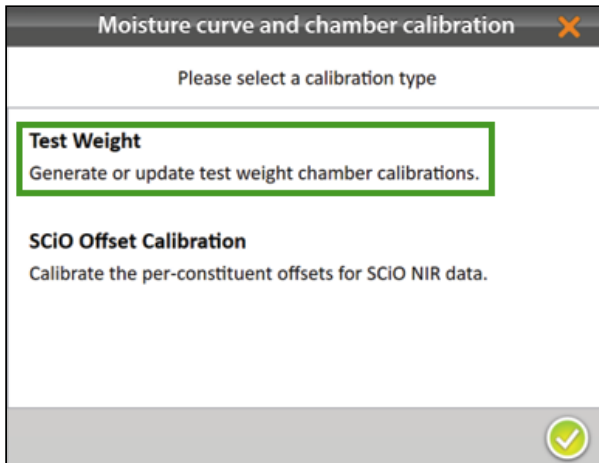 Moisture curve and chamber calibration
Please select a calibration type
Test Weight
Generate or update test weight chamber calibrations.
SCiO Offset Calibration
Calibrate the per-constituent offsets for SCiO NIR data.